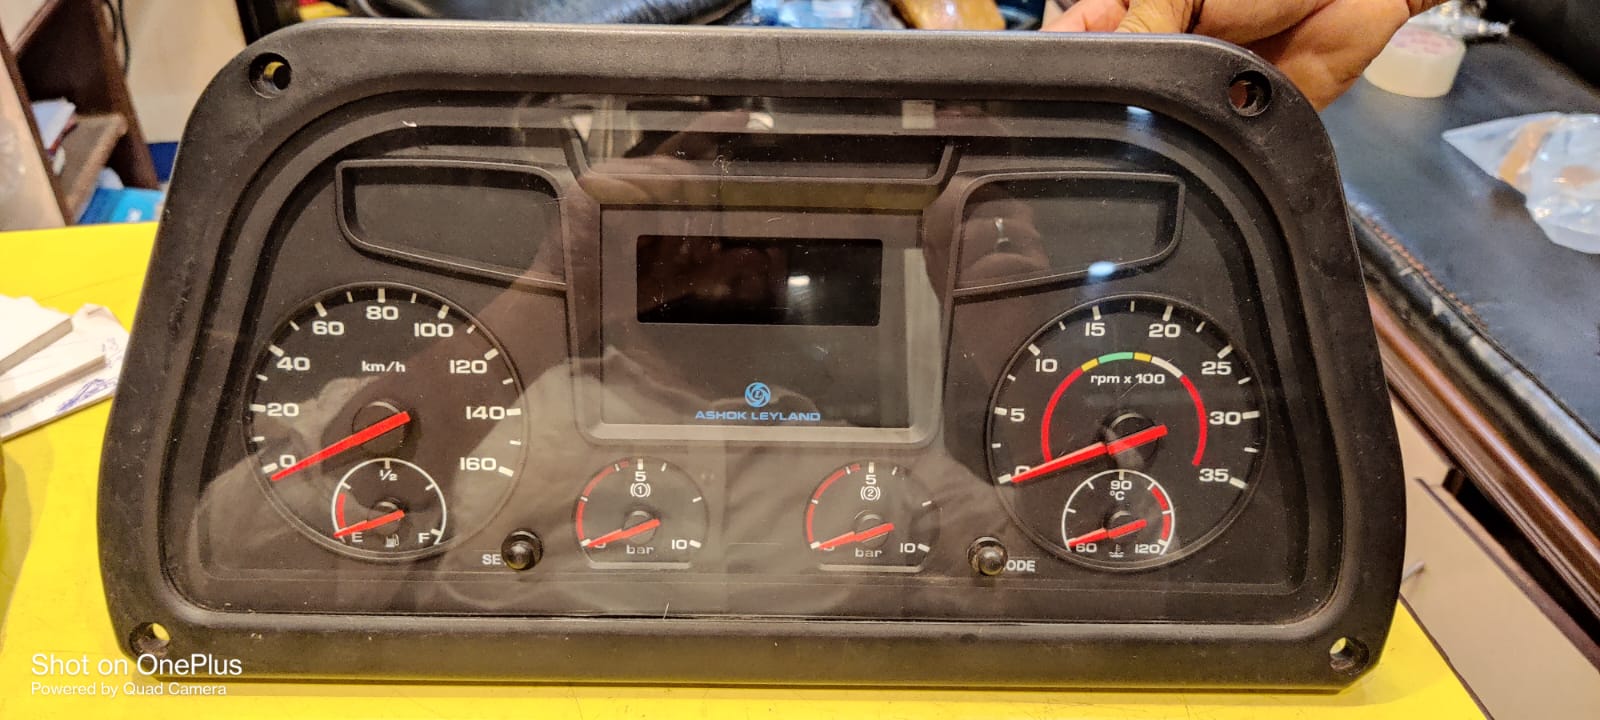 80
60
100
40
km/h
120
20
140
0
160
1/2
E
F
ASHOK LEYLAND
5
(1)
bar
10
5
(2)
bar
10
15
20
10
25
rpm x 100
5
30
35
90
°C
60
120
Shot on OnePlus
Powered by Quad Camera